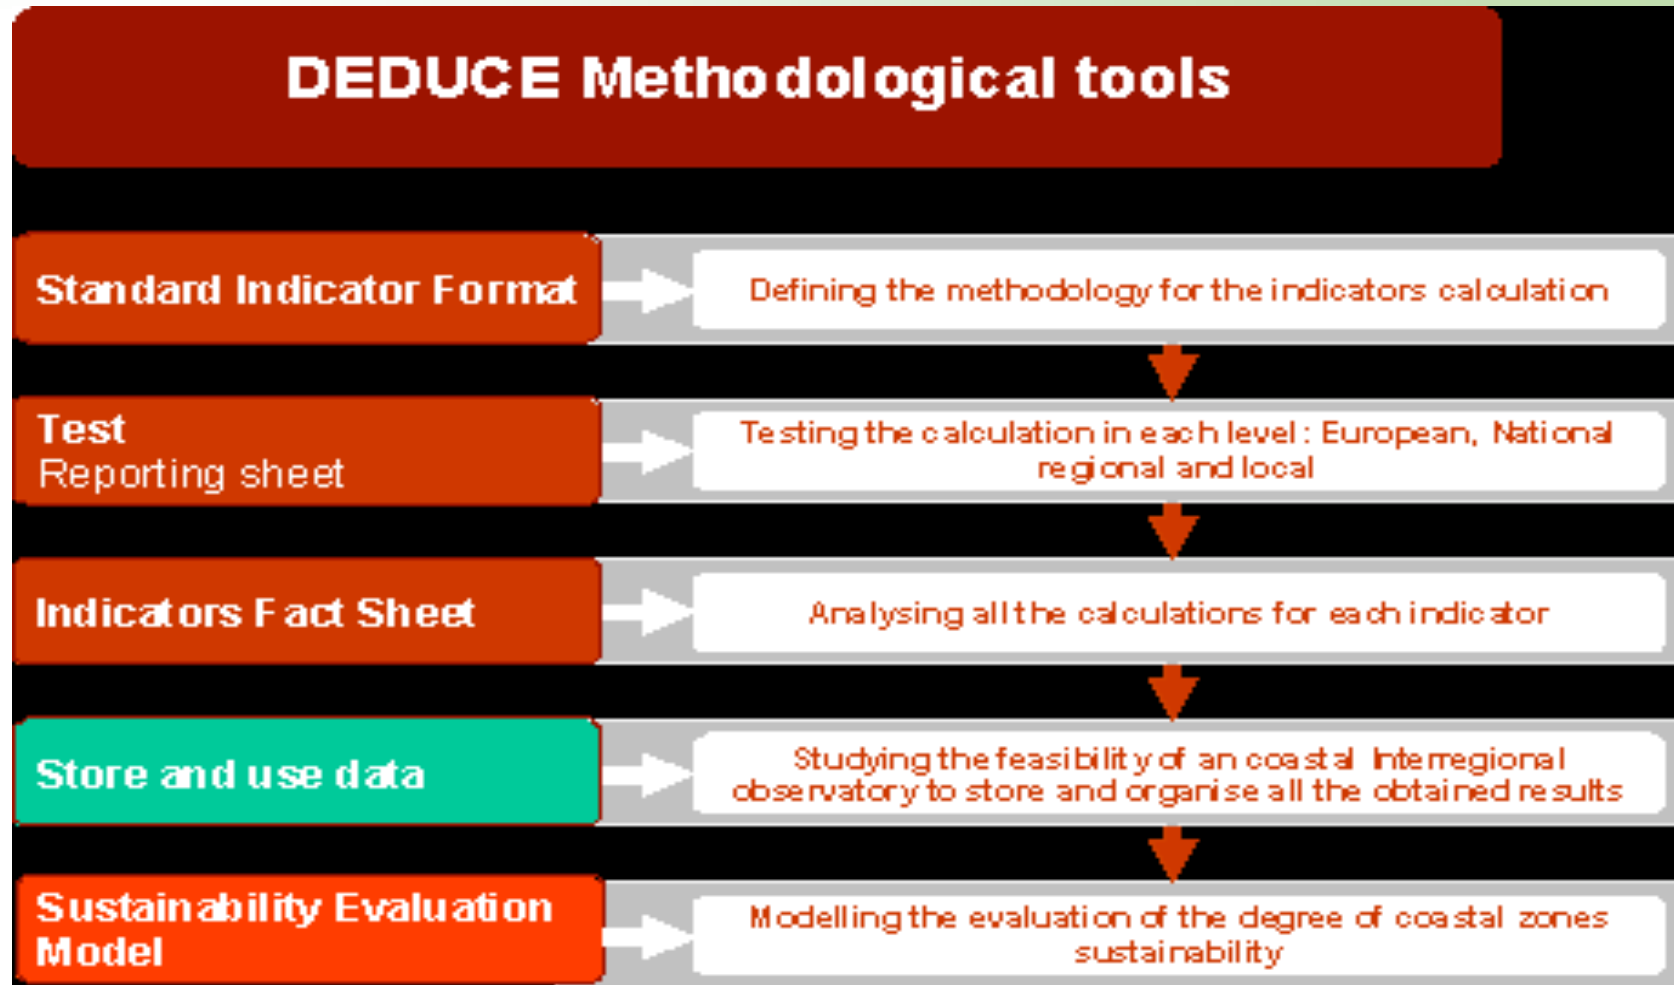 DEDUCE Methodological tools
Standard Indicator Format
Defining the methodology for the indicators calculation
Test
Reporting sheet
Testing the calculation in each level : European, National
regional and local
Indicators Fact Sheet
Analysing all the calculations for each indicator
Store and use data
Studying the feasibility of an coastal Interregional
observatory to store and organise all the obtained results
Sustainability Evaluation
Model
Modelling the evaluation of the degree of coastal zones
sustainability